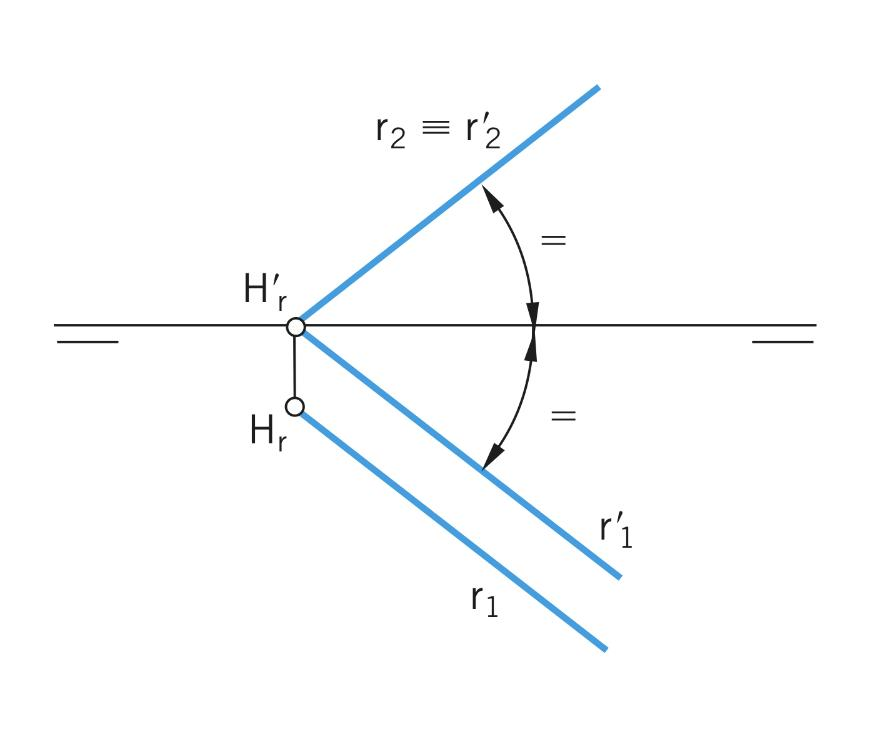 r₂ ≡ r′₂
=
H′ᵣ
=
Hᵣ
r′₁
r₁